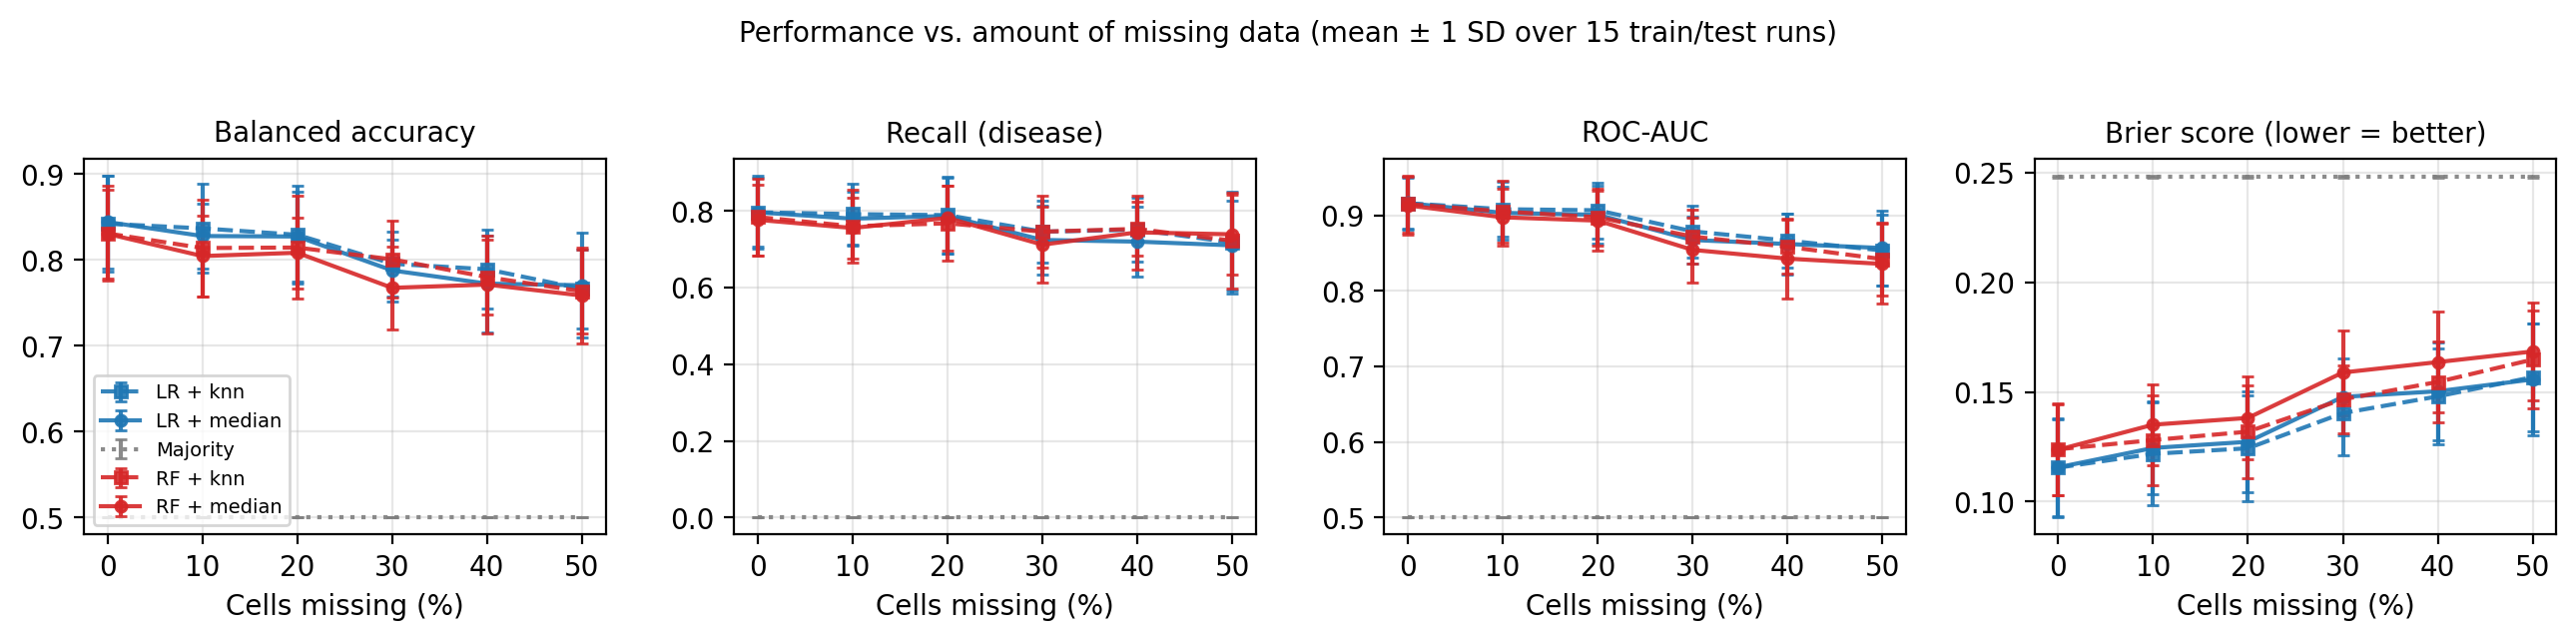 Performance vs. amount of missing data (mean ± 1 SD over 15 train/test runs)
Balanced accuracy
0.9
0.8
0.7
0.6
0.5
LR + knn
LR + median
Majority
RF + knn
RF + median
0 10 20 30 40 50
Cells missing (%)
Recall (disease)
0.8
0.6
0.4
0.2
0.0
0 10 20 30 40 50
Cells missing (%)
ROC-AUC
0.9
0.8
0.7
0.6
0.5
0 10 20 30 40 50
Cells missing (%)
Brier score (lower = better)
0.25
0.20
0.15
0.10
0 10 20 30 40 50
Cells missing (%)